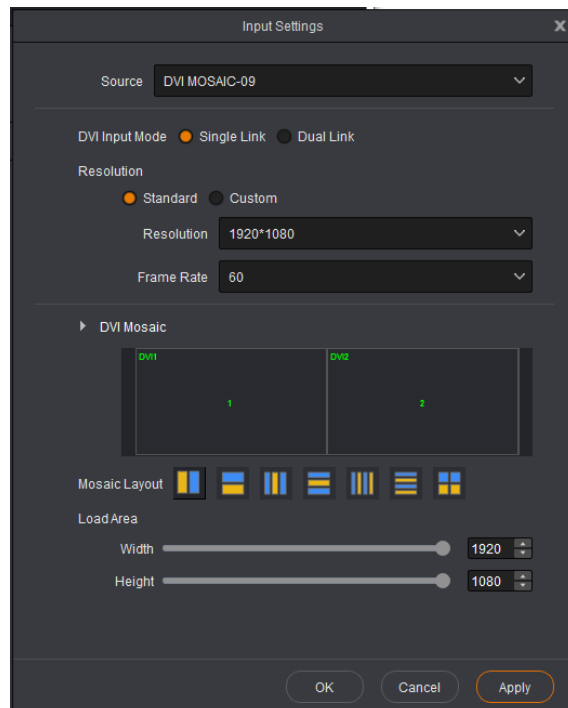 Input Settings
Source DVI MOSAIC-09
DVI Input Mode Single Link Dual Link
Resolution
Standard Custom
Resolution 1920*1080
Frame Rate 60
DVI Mosaic
DVI1 DVI2
1 2
Mosaic Layout
Load Area
Width 1920
Height 1080
OK Cancel Apply